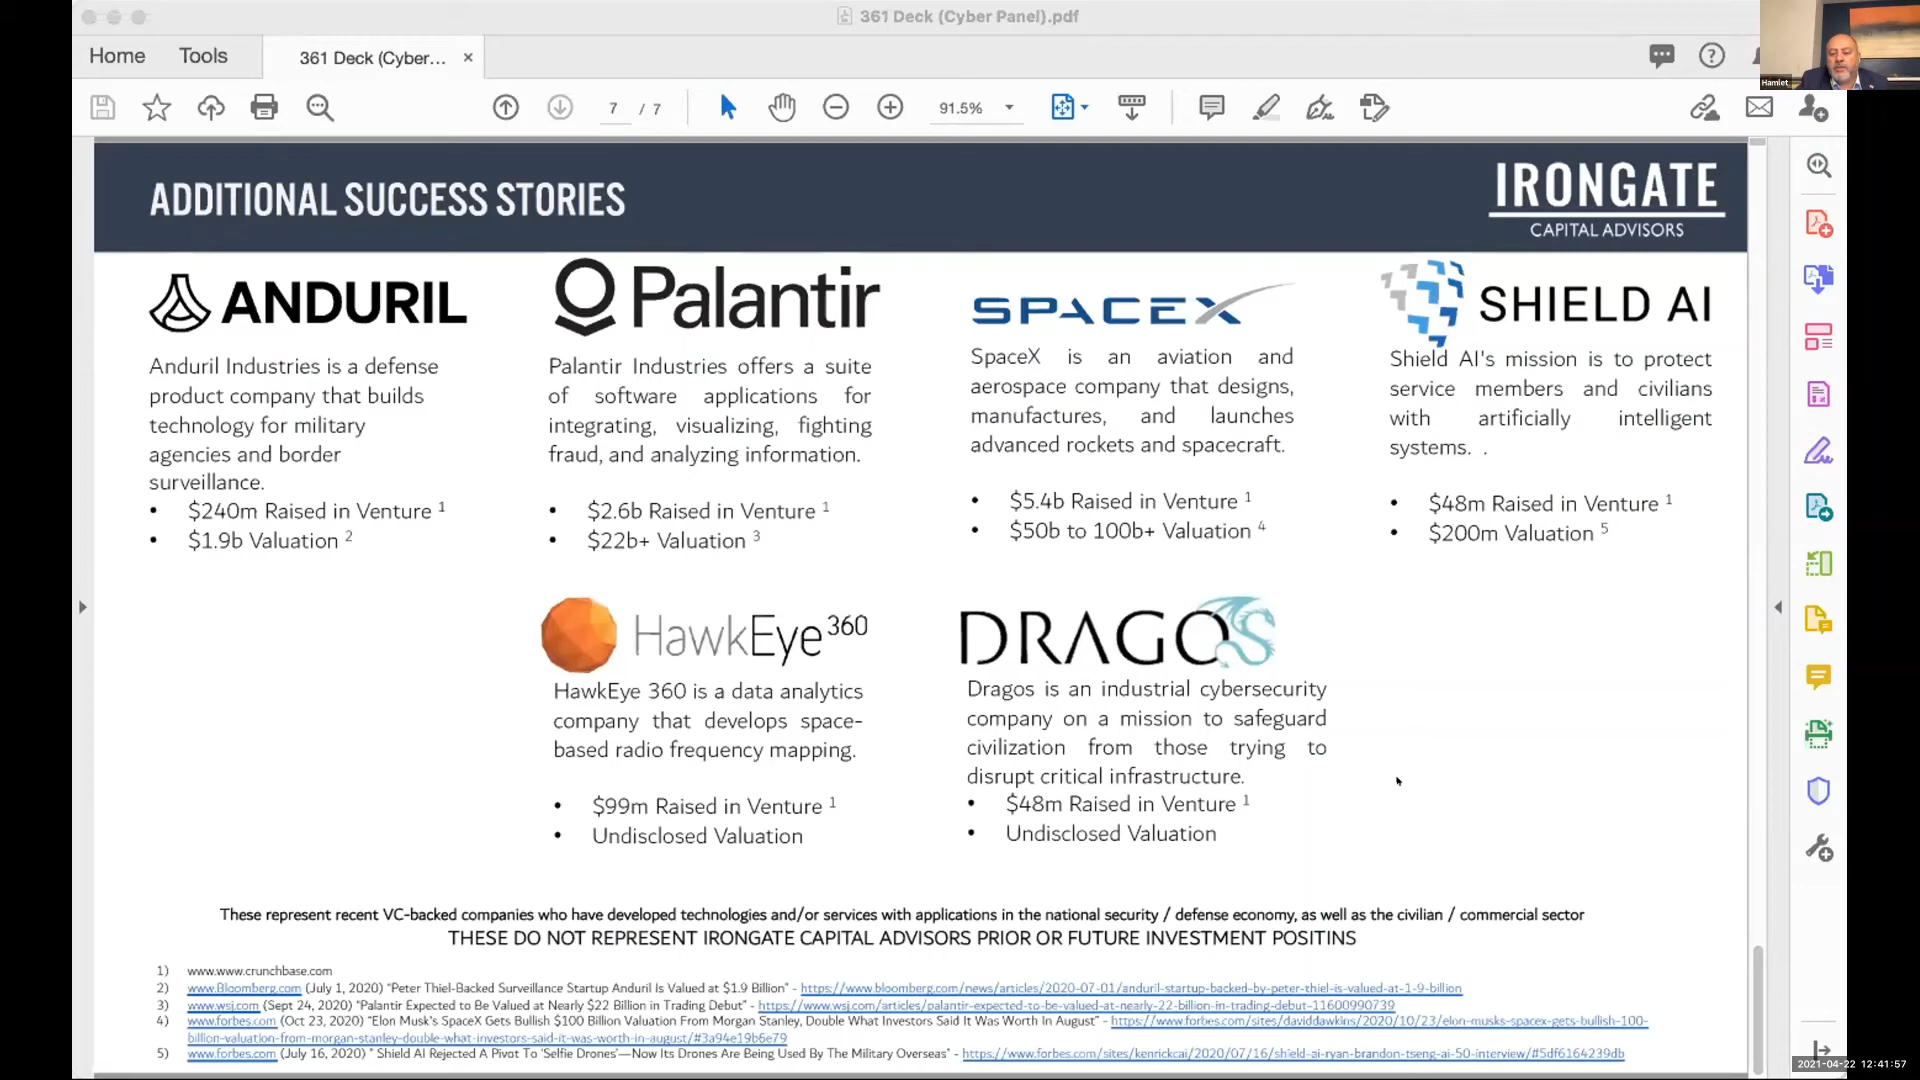 361 Deck (Cyber Panel).pdf
Home
Tools
361 Deck (Cyber...
7 / 7
91.5%
Hamlet
ADDITIONAL SUCCESS STORIES
IRONGATE
CAPITAL ADVISORS
ANDURIL
Anduril Industries is a defense
product company that builds
technology for military
agencies and border
surveillance.
• $240m Raised in Venture 1
• $1.9b Valuation 2
Palantir
Palantir Industries offers a suite
of software applications for
integrating, visualizing, fighting
fraud, and analyzing information.
• $2.6b Raised in Venture 1
• $22b+ Valuation 3
SPACEX
SpaceX is an aviation and
aerospace company that designs,
manufactures, and launches
advanced rockets and spacecraft.
• $5.4b Raised in Venture 1
• $50b to 100b+ Valuation 4
SHIELD AI
Shield AI's mission is to protect
service members and civilians
with artificially intelligent
systems. .
• $48m Raised in Venture 1
• $200m Valuation 5
HawkEye 360
HawkEye 360 is a data analytics
company that develops space-
based radio frequency mapping.
• $99m Raised in Venture 1
• Undisclosed Valuation
DRAGOS
Dragos is an industrial cybersecurity
company on a mission to safeguard
civilization from those trying to
disrupt critical infrastructure.
• $48m Raised in Venture 1
• Undisclosed Valuation
These represent recent VC-backed companies who have developed technologies and/or services with applications in the national security / defense economy, as well as the civilian / commercial sector
THESE DO NOT REPRESENT IRONGATE CAPITAL ADVISORS PRIOR OR FUTURE INVESTMENT POSITINS
1) www.www.crunchbase.com
2) www.Bloomberg.com (July 1, 2020) "Peter Thiel-Backed Surveillance Startup Anduril Is Valued at $1.9 Billion" - https://www.bloomberg.com/news/articles/2020-07-01/anduril-startup-backed-by-peter-thiel-is-valued-at-1-9-billion
3) www.wsj.com (Sept 24, 2020) "Palantir Expected to Be Valued at Nearly $22 Billion in Trading Debut" - https://www.wsj.com/articles/palantir-expected-to-be-valued-at-nearly-22-billion-in-trading-debut-11600990739
4) www.forbes.com (Oct 23, 2020) "Elon Musk's SpaceX Gets Bullish $100 Billion Valuation From Morgan Stanley, Double What Investors Said It Was Worth In August" - https://www.forbes.com/sites/daviddawkins/2020/10/23/elon-musks-spacex-gets-bullish-100-
billion-valuation-from-morgan-stanley-double-what-investors-said-it-was-worth-in-august/#3a94e19b6e79
5) www.forbes.com (July 16, 2020) " Shield AI Rejected A Pivot To 'Selfie Drones'—Now Its Drones Are Being Used By The Military Overseas" - https://www.forbes.com/sites/kenrickcai/2020/07/16/shield-ai-ryan-brandon-tseng-ai-50-interview/#5df6164239db
2021-04-22 12:41:57